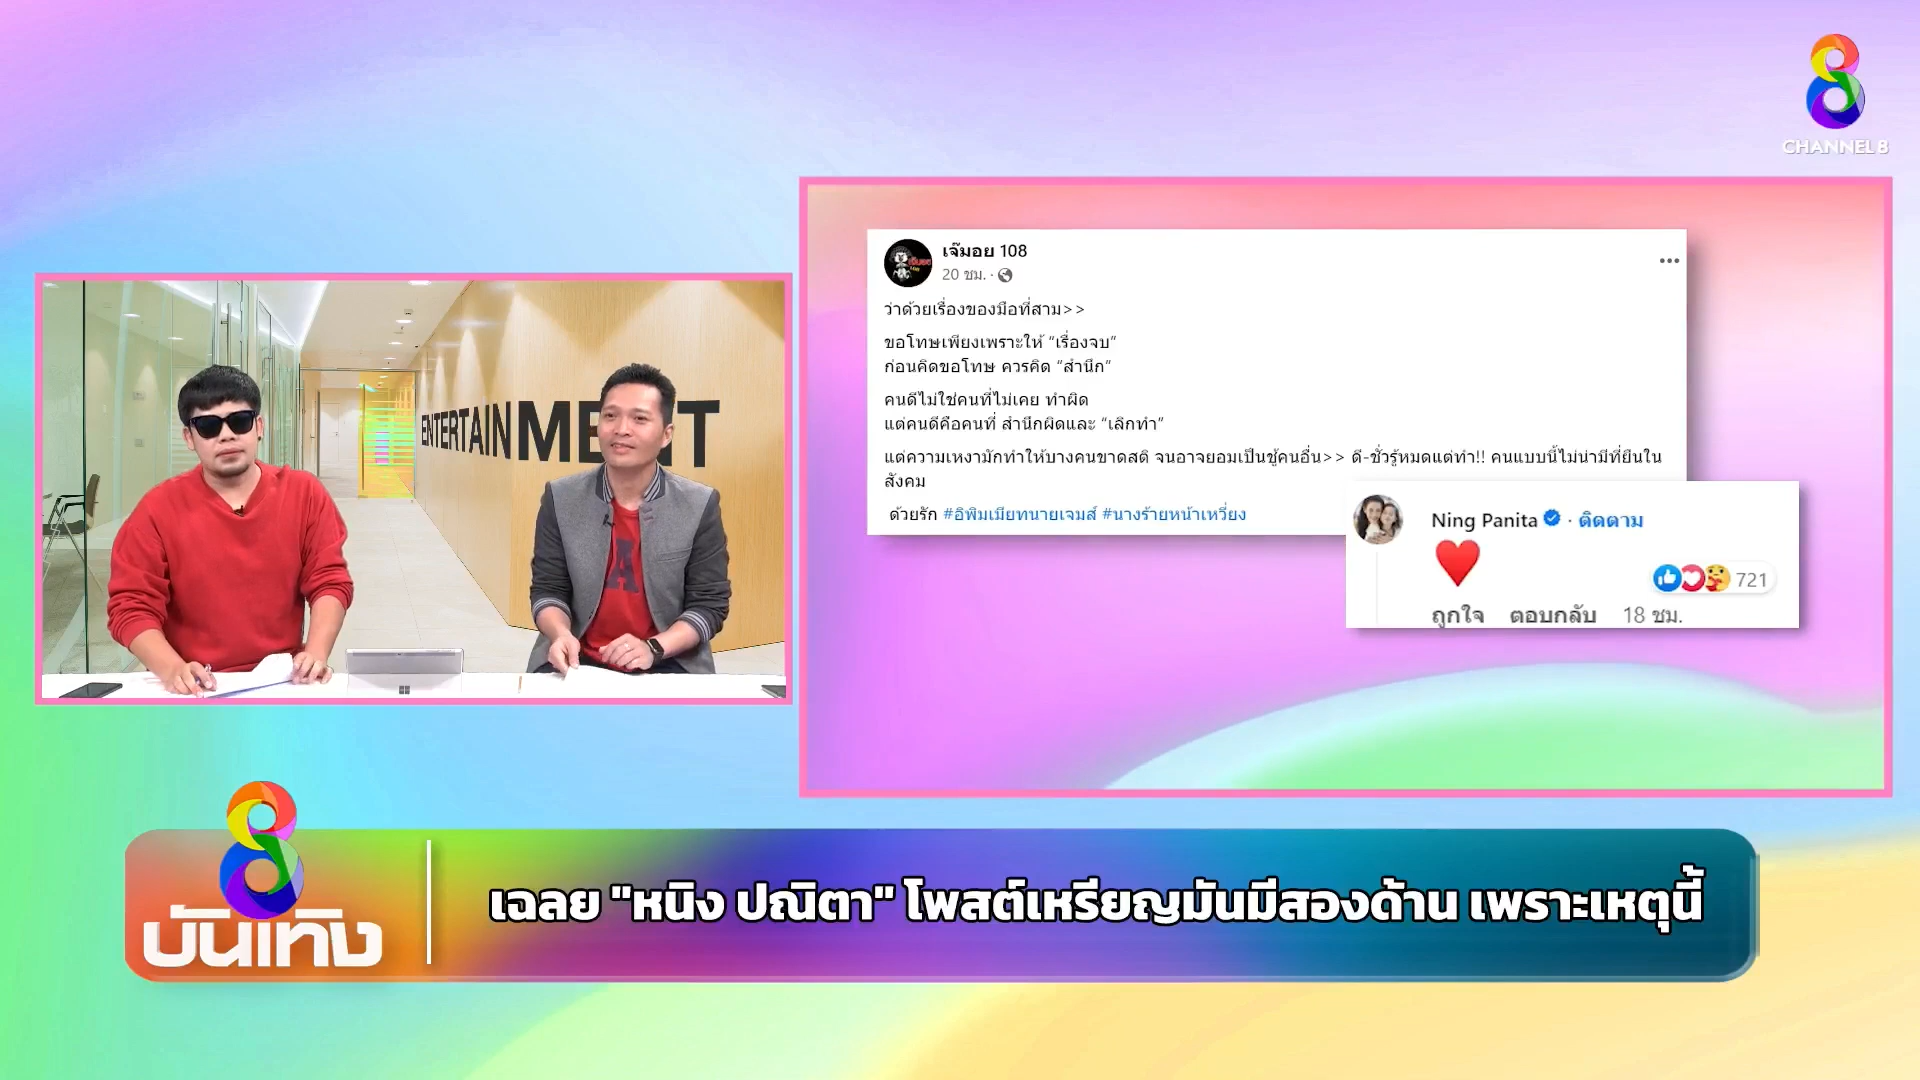 CHANNEL 8
ENTERTAINMENT
เจ๊มอย 108
20 ชม. ·
ว่าด้วยเรื่องของมือที่สาม>>
ขอโทษเพียงเพราะให้ “เรื่องจบ”
ก่อนคิดขอโทษ ควรคิด “สำนึก”
คนดีไม่ใช่คนที่ไม่เคย ทำผิด
แต่คนดีคือคนที่ สำนึกผิดและ “เลิกทำ”
แต่ความเหงามักทำให้บางคนขาดสติ จนอาจยอมเป็นชู้คนอื่น>> ดี-ชั่วรู้หมดแต่ทำ!! คนแบบนี้ไม่น่ามีที่ยืนใน
สังคม
ด้วยรัก #อิพิมเมียทนายเจมส์ #นางร้ายหน้าเหวี่ยง
Ning Panita · ติดตาม
721
ถูกใจ ตอบกลับ 18 ชม.
บันเทิง
เฉลย "หนิง ปณิตา" โพสต์เหรียญมันมีสองด้าน เพราะเหตุนี้